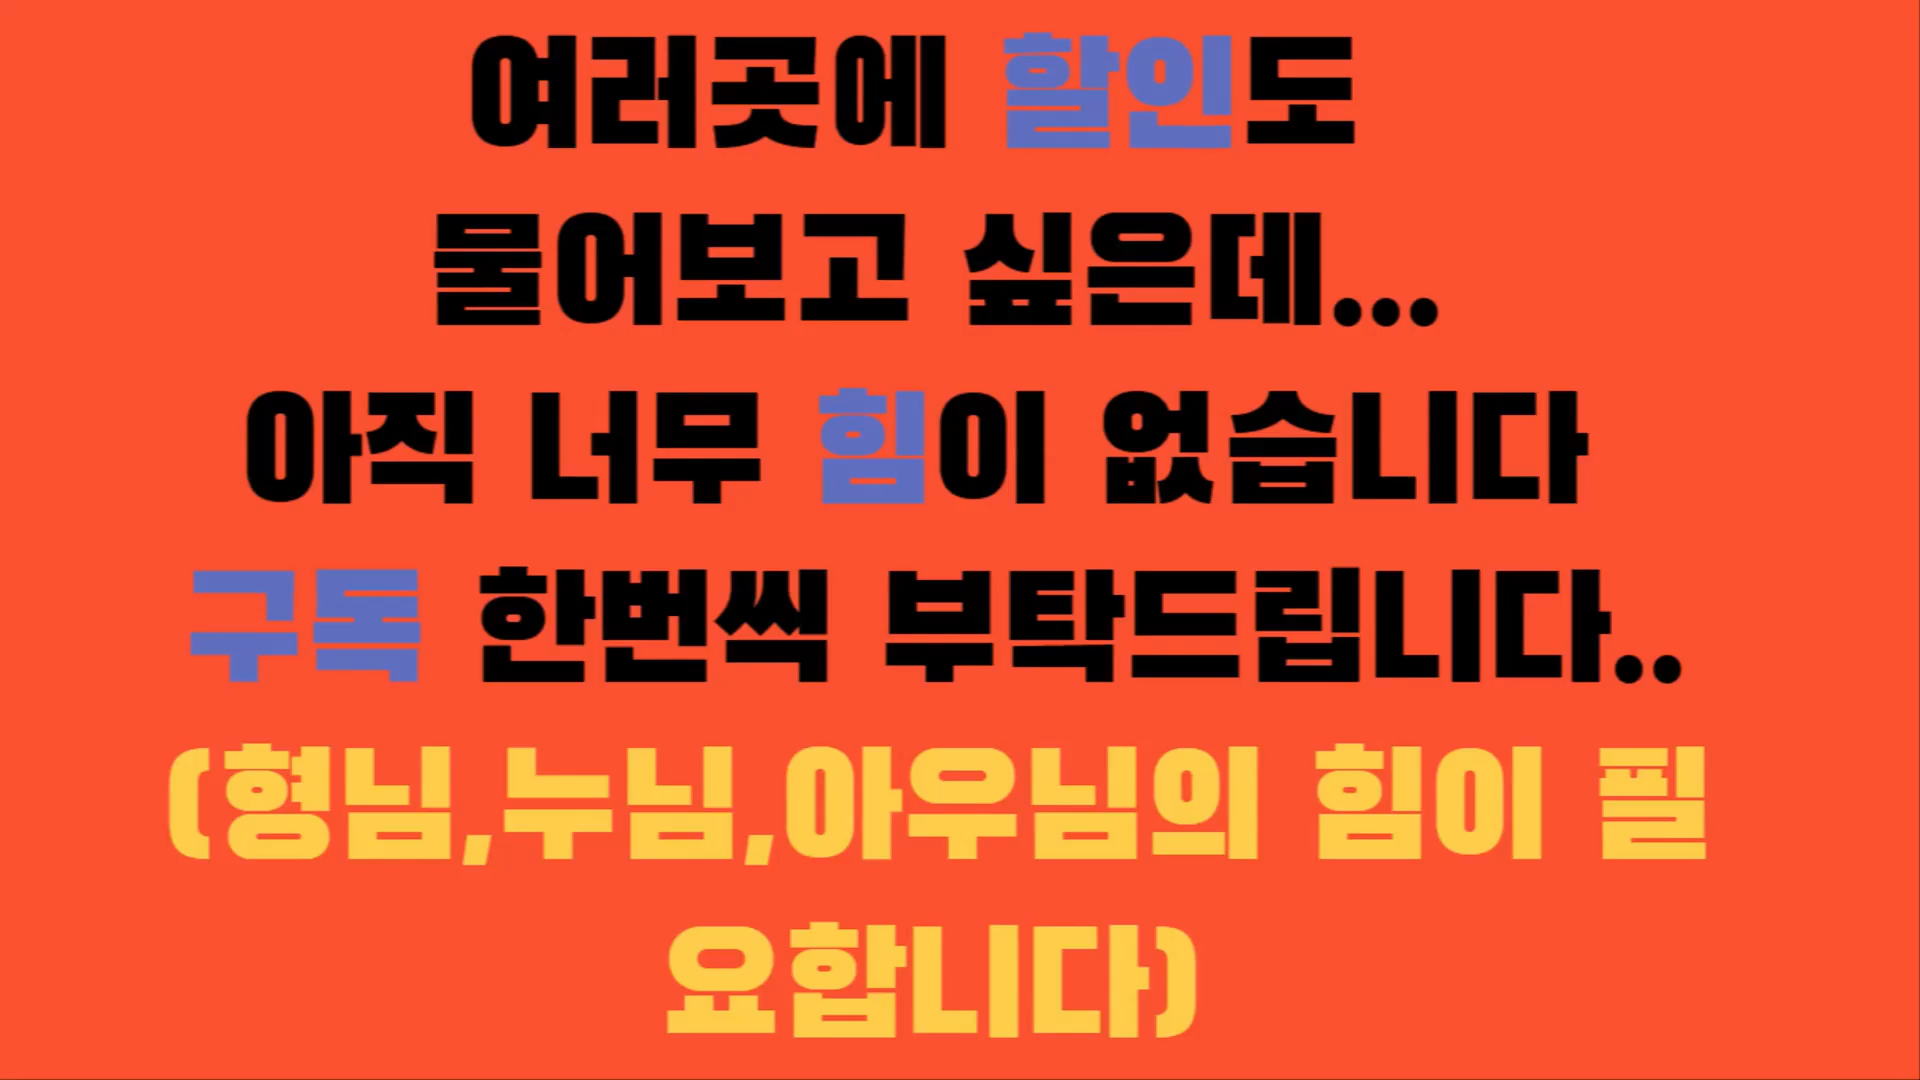 여러곳에 할인도
물어보고 싶은데...
아직 너무 힘이 없습니다
구독 한번씩 부탁드립니다..
(형님,누님,아우님의 힘이 필
요합니다)